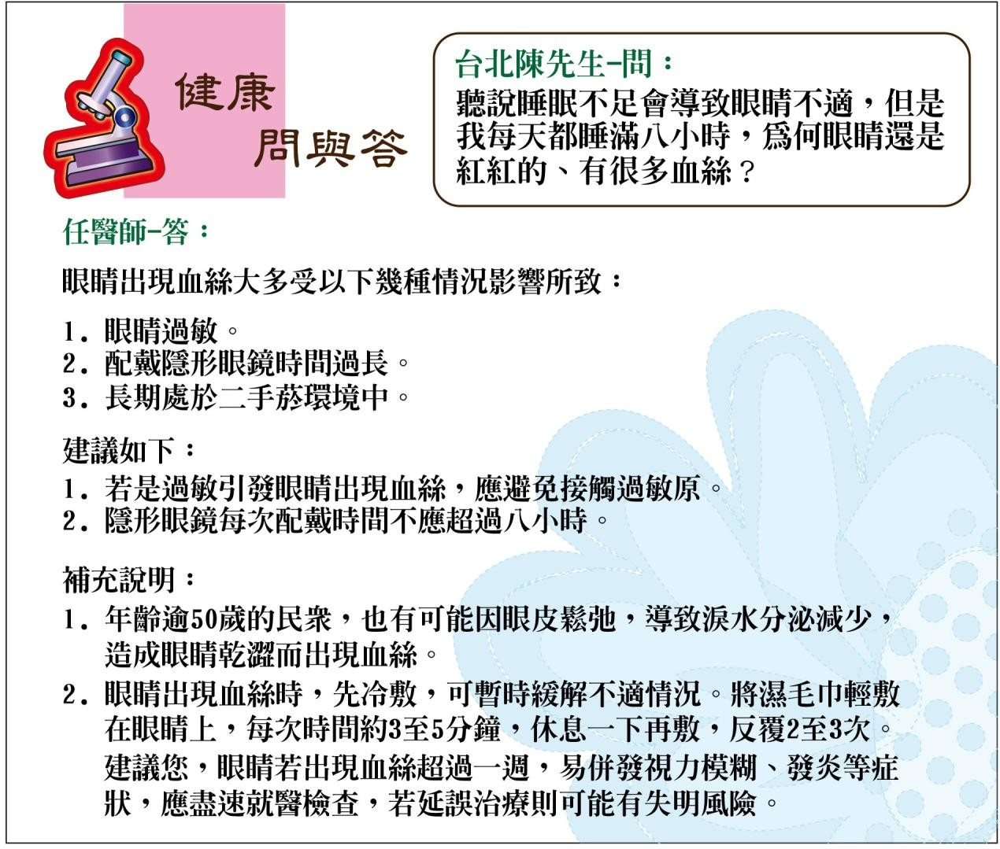 健康
問與答
台北陳先生-問：
聽說睡眠不足會導致眼睛不適，但是
我每天都睡滿八小時，爲何眼睛還是
紅紅的、有很多血絲？
任醫師-答：
眼睛出現血絲大多受以下幾種情況影響所致：
1. 眼睛過敏。
2. 配戴隱形眼鏡時間過長。
3. 長期處於二手菸環境中。
建議如下：
1. 若是過敏引發眼睛出現血絲，應避免接觸過敏原。
2. 隱形眼鏡每次配戴時間不應超過八小時。
補充說明：
1. 年齡逾50歲的民衆，也有可能因眼皮鬆弛，導致淚水分泌減少，
造成眼睛乾澀而出現血絲。
2. 眼睛出現血絲時，先冷敷，可暫時緩解不適情況。將濕毛巾輕敷
在眼睛上，每次時間約3至5分鐘，休息一下再敷，反覆2至3次。
建議您，眼睛若出現血絲超過一週，易併發視力模糊、發炎等症
狀，應盡速就醫檢查，若延誤治療則可能有失明風險。